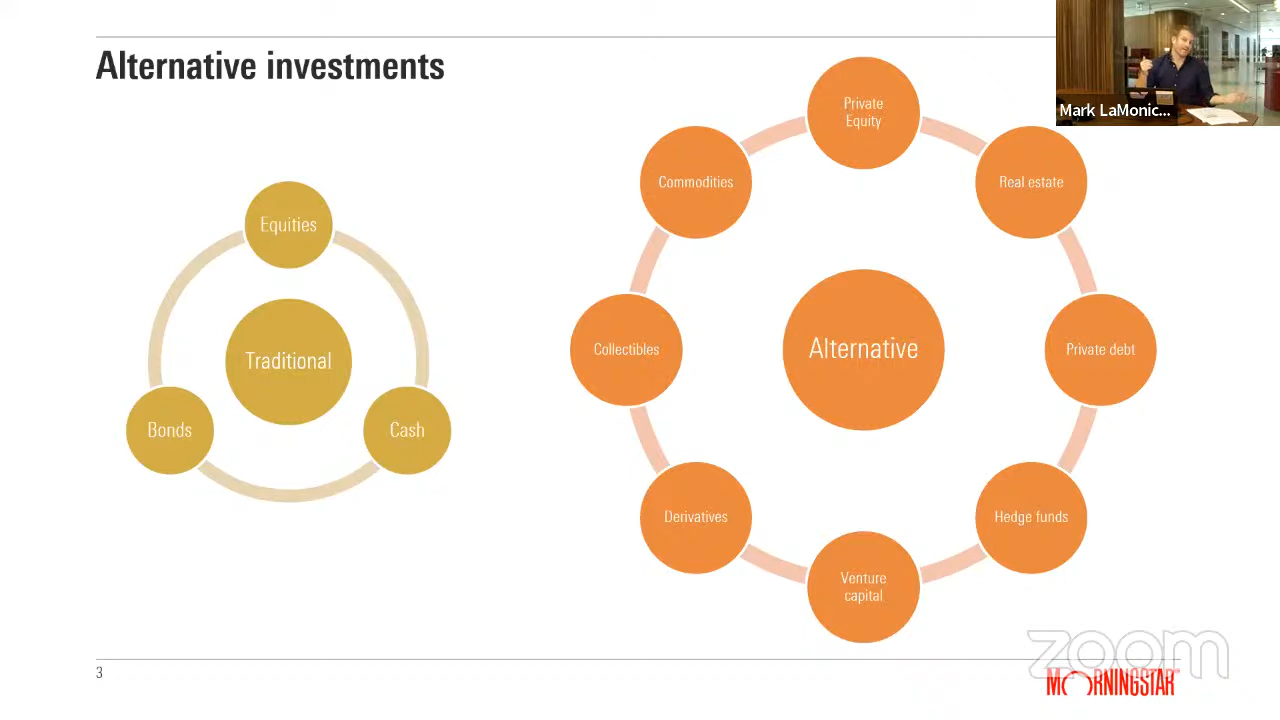 Alternative investments
Mark LaMonic...
Equities
Traditional
Bonds
Cash
Private
Equity
Real estate
Private debt
Hedge funds
Venture
capital
Derivatives
Collectibles
Commodities
Alternative
3
zoom
MORNINGSTAR®